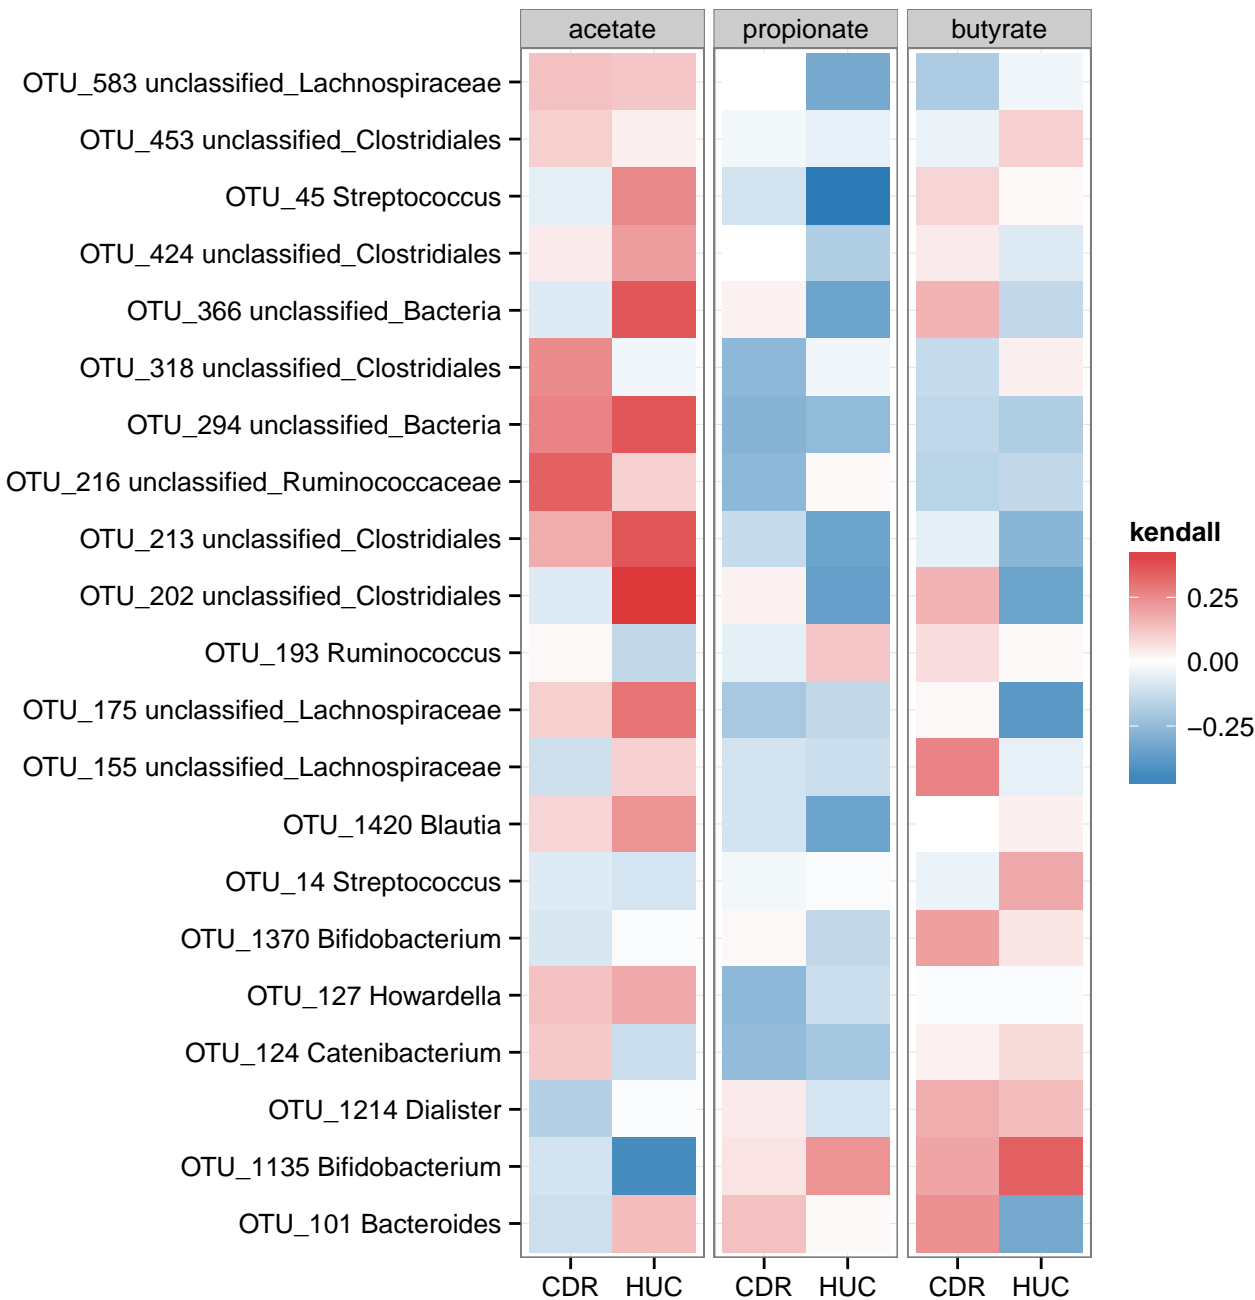 acetate propionate butyrate
OTU_583 unclassified_Lachnospiraceae
OTU_453 unclassified_Clostridiales
OTU_45 Streptococcus
OTU_424 unclassified_Clostridiales
OTU_366 unclassified_Bacteria
OTU_318 unclassified_Clostridiales
OTU_294 unclassified_Bacteria
OTU_216 unclassified_Ruminococcaceae
OTU_213 unclassified_Clostridiales
OTU_202 unclassified_Clostridiales
OTU_193 Ruminococcus
OTU_175 unclassified_Lachnospiraceae
OTU_155 unclassified_Lachnospiraceae
OTU_1420 Blautia
OTU_14 Streptococcus
OTU_1370 Bifidobacterium
OTU_127 Howardella
OTU_124 Catenibacterium
OTU_1214 Dialister
OTU_1135 Bifidobacterium
OTU_101 Bacteroides
CDR HUC CDR HUC CDR HUC
kendall
0.25
0.00
−0.25